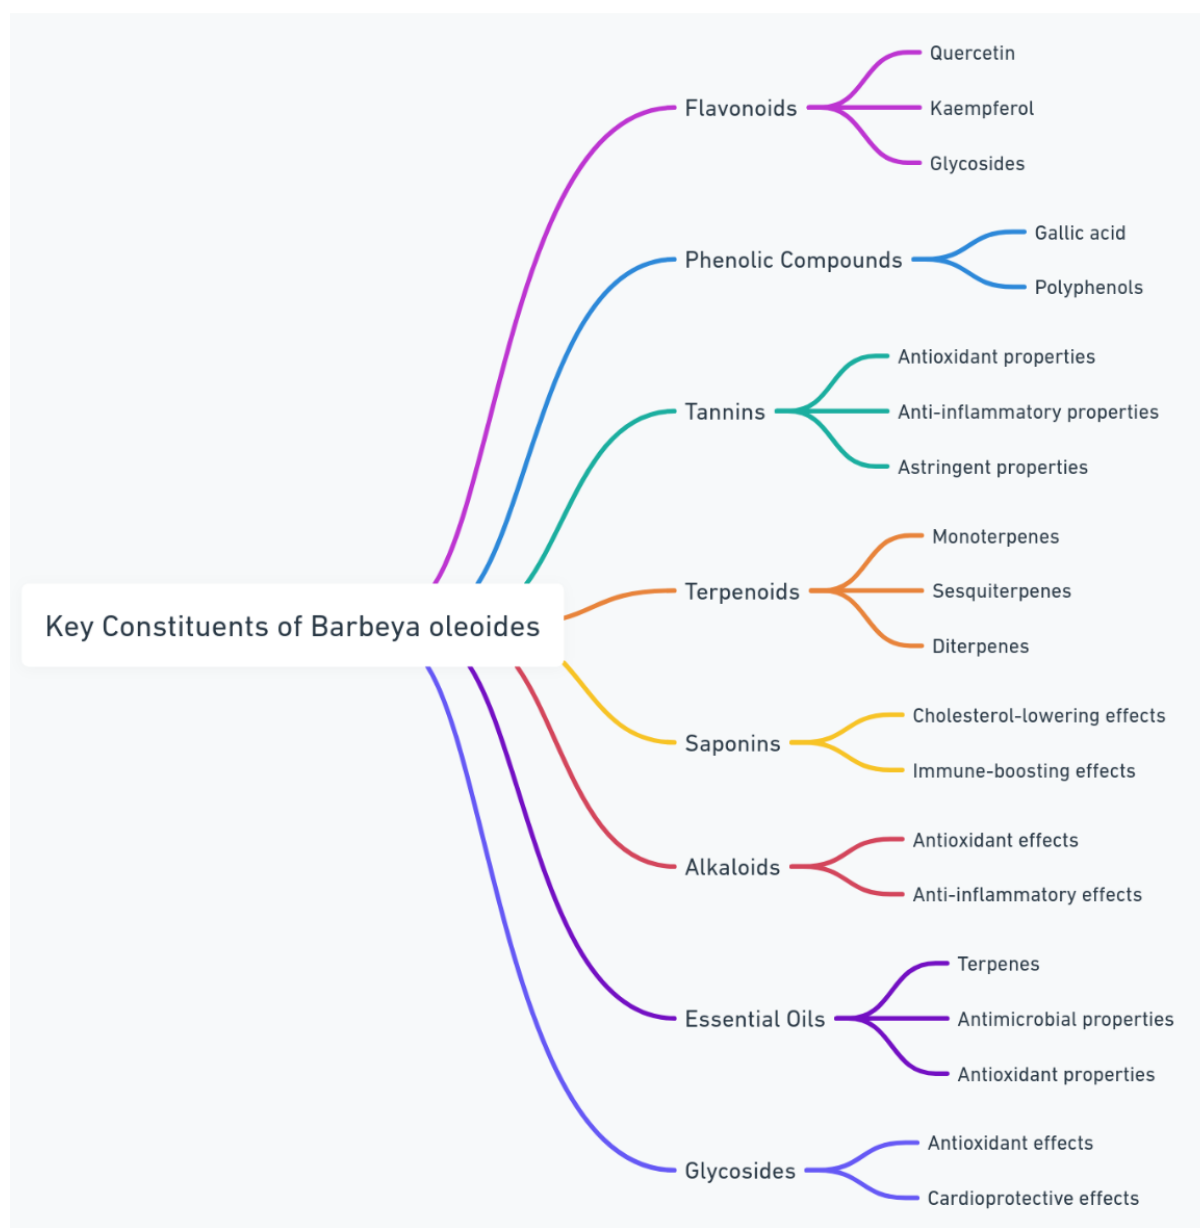 Key Constituents of Barbeya oleoides
Flavonoids
Quercetin
Kaempferol
Glycosides
Phenolic Compounds
Gallic acid
Polyphenols
Tannins
Antioxidant properties
Anti-inflammatory properties
Astringent properties
Terpenoids
Monoterpenes
Sesquiterpenes
Diterpenes
Saponins
Cholesterol-lowering effects
Immune-boosting effects
Alkaloids
Antioxidant effects
Anti-inflammatory effects
Essential Oils
Terpenes
Antimicrobial properties
Antioxidant properties
Glycosides
Antioxidant effects
Cardioprotective effects